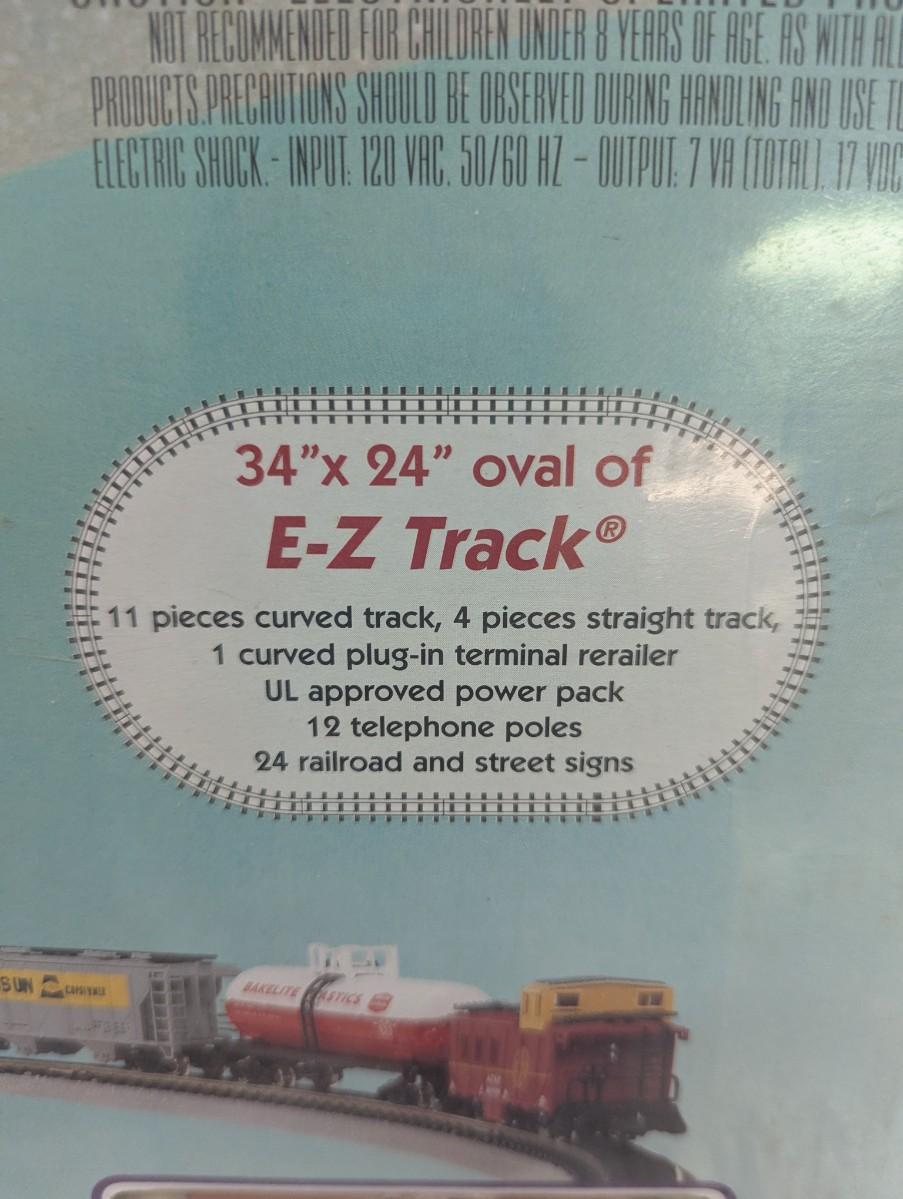 NOT RECOMMENDED FOR CHILDREN UNDER 8 YEARS OF AGE. AS WITH ALL
PRODUCTS.PRECAUTIONS SHOULD BE OBSERVED DURING HANDLING AND USE TO
ELECTRIC SHOCK. - INPUT: 120 VAC, 50/60 HZ - OUTPUT: 7 VA (TOTAL), 17 VDC
34”x 24” oval of
E-Z Track®
11 pieces curved track, 4 pieces straight track,
1 curved plug-in terminal rerailer
UL approved power pack
12 telephone poles
24 railroad and street signs
BAKELITE